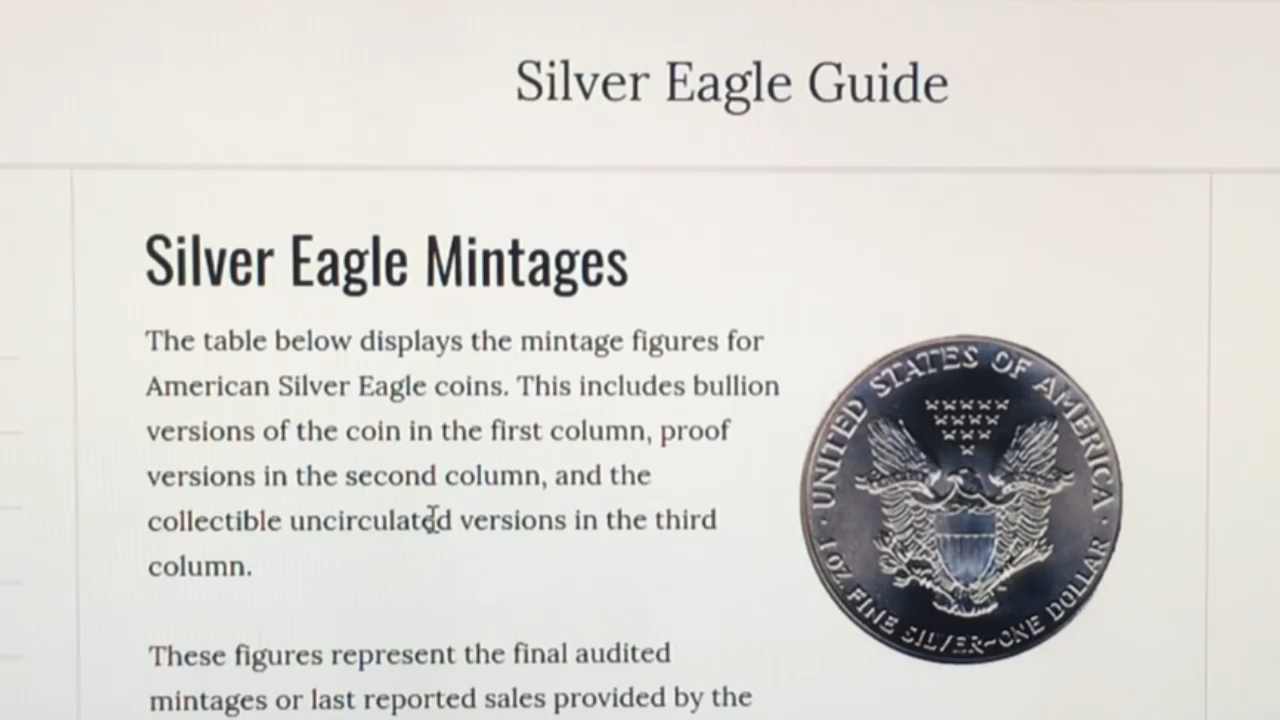 Silver Eagle Guide
Silver Eagle Mintages
The table below displays the mintage figures for
American Silver Eagle coins. This includes bullion
versions of the coin in the first column, proof
versions in the second column, and the
collectible uncirculated versions in the third
column.
These figures represent the final audited
mintages or last reported sales provided by the
UNITED STATES OF AMERICA
1 OZ. FINE SILVER~ONE DOLLAR